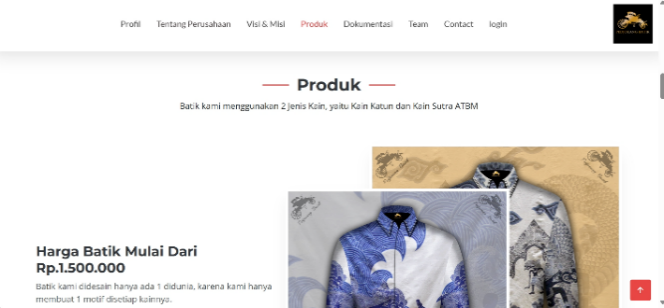 Profil Tentang Perusahaan Visi & Misi Produk Dokumentasi Team Contact login
Produk
Batik kami menggunakan 2 Jenis Kain, yaitu Kain Katun dan Kain Sutra ATBM
Harga Batik Mulai Dari
Rp.1.500.000
Batik kami didesain hanya ada 1 didunia, karena kami hanya
membuat 1 motif disetiap kainnya.